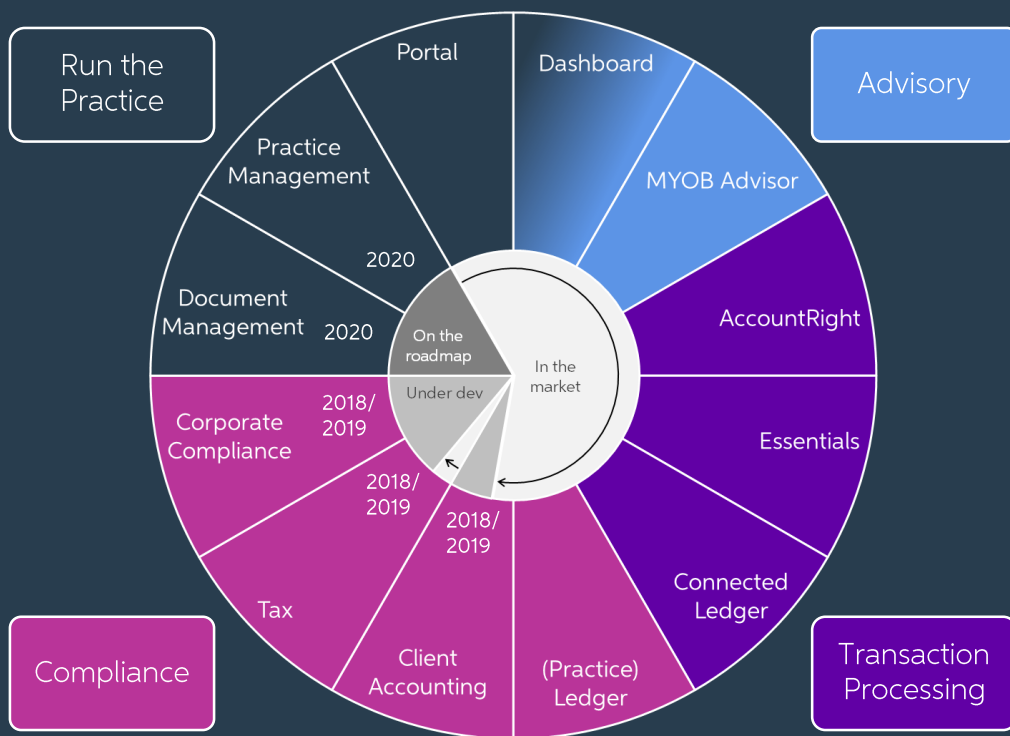 Run the
Practice
Advisory
Portal
Dashboard
Practice
Management
MYOB Advisor
2020
Document
Management
2020
AccountRight
On the
roadmap
In the
market
Under dev
2018/
2019
Corporate
Compliance
Essentials
2018/
2019
2018/
2019
Tax
Connected
Ledger
Client
Accounting
(Practice)
Ledger
Compliance
Transaction
Processing